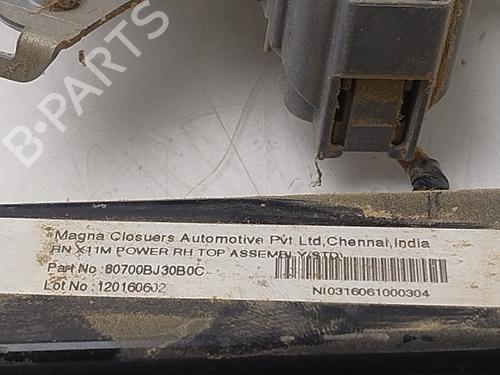 B-PARTS
Magna Closuers Automotive Pvt Ltd,Chennai,India
RN X11M POWER RH TOP ASSEMBLY(STD)
Part No : 80700BJ30B0C
Lot No : 120160602
NI0316061000304